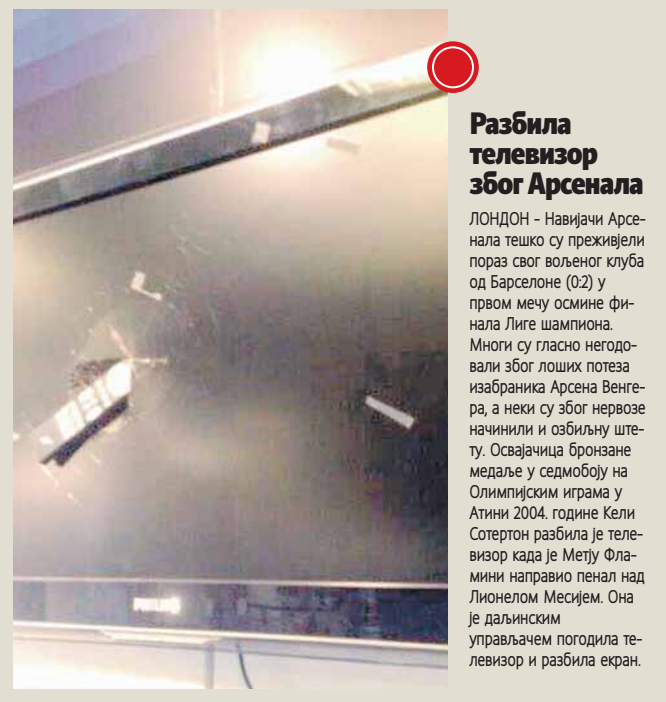 Разбила
телевизор
због Арсенала
ЛОНДОН - Навијачи Арсе-
нала тешко су преживјели
пораз свог вољеног клуба
од Барселоне (0:2) у
првом мечу осмине фи-
нала Лиге шампиона.
Многи су гласно негодо-
вали због лоших потеза
изабраника Арсена Венге-
ра, а неки су због нервозе
начинили и озбиљну ште-
ту. Освајачица бронзане
медаље у седмобоју на
Олимпијским играма у
Атини 2004. године Кели
Сотертон разбила је теле-
визор када је Метју Фла-
мини направио пенал над
Лионелом Месијем. Она
је даљинским
управљачем погодила те-
левизор и разбила екран.
PHILIPS